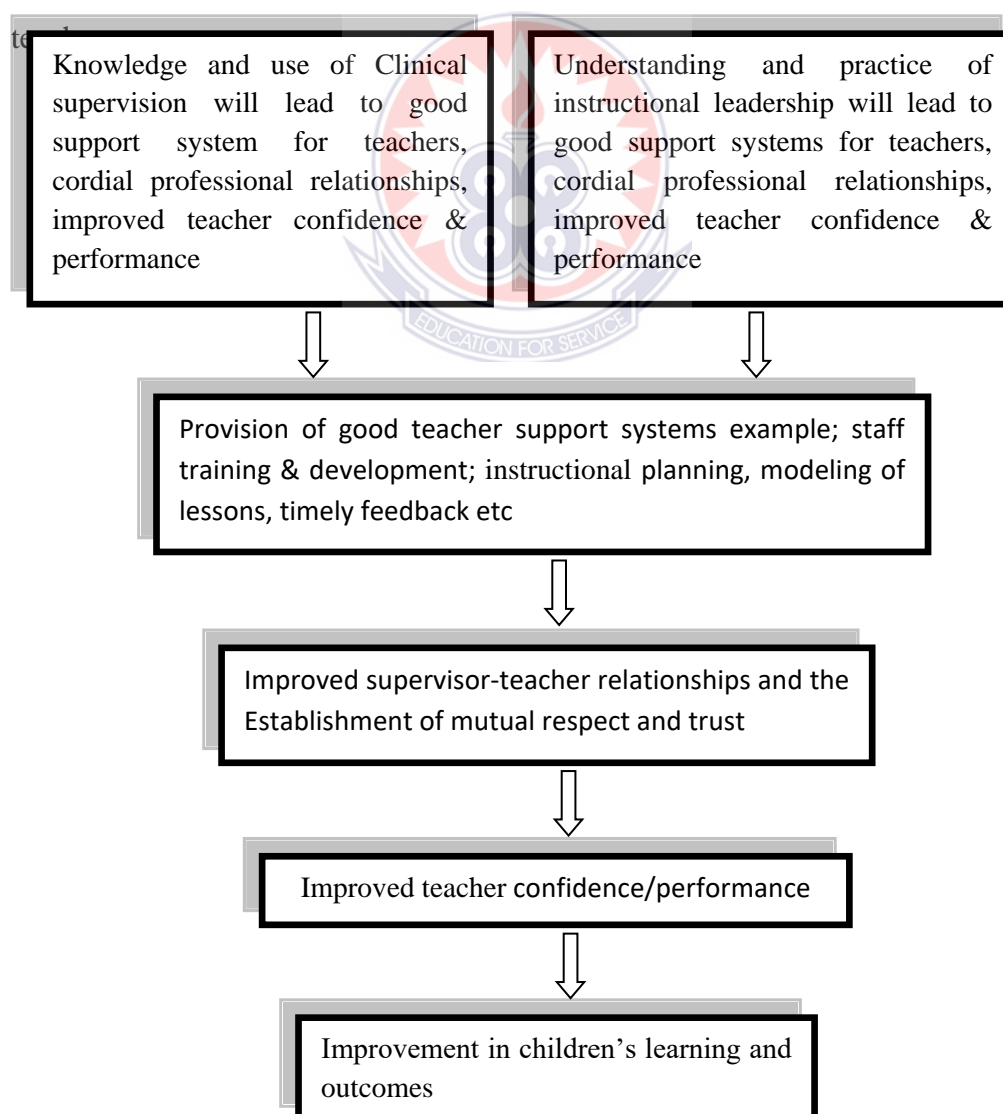 Knowledge and use of Clinical
supervision will lead to good
support system for teachers,
cordial professional relationships,
improved teacher confidence &
performance
Understanding and practice of
instructional leadership will lead to
good support systems for teachers,
cordial professional relationships,
improved teacher confidence &
performance
EDUCATION FOR SERVICE
Provision of good teacher support systems example; staff
training & development; instructional planning, modeling of
lessons, timely feedback etc
Improved supervisor-teacher relationships and the
Establishment of mutual respect and trust
Improved teacher confidence/performance
Improvement in children’s learning and
outcomes